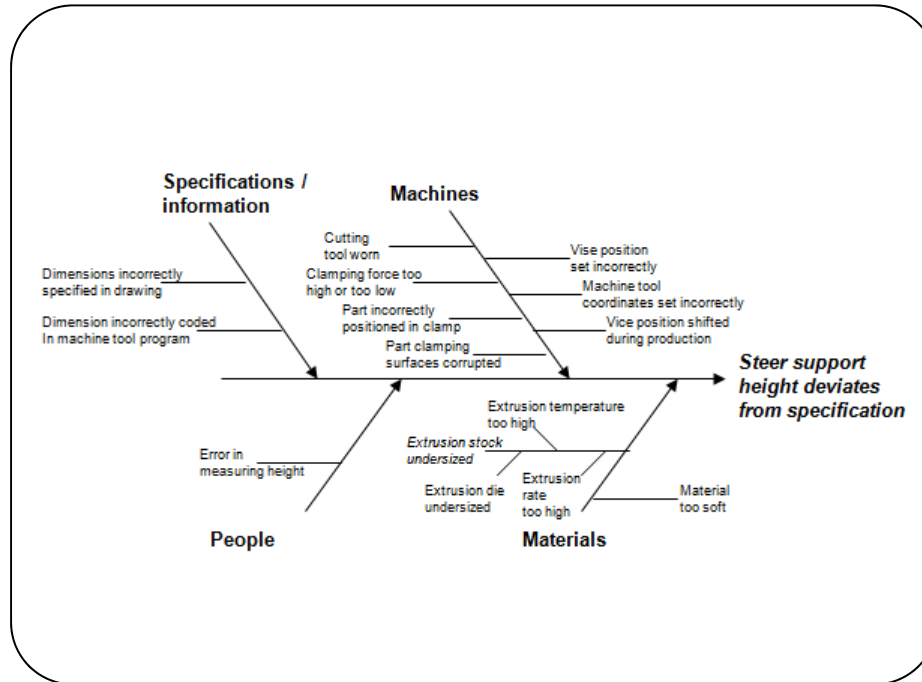 Specifications /
information
Machines
Cutting
tool worn
Vise position
set incorrectly
Dimensions incorrectly
specified in drawing
Clamping force too
high or too low
Machine tool
coordinates set incorrectly
Dimension incorrectly coded
In machine tool program
Part incorrectly
positioned in clamp
Vice position shifted
during production
Part clamping
surfaces corrupted
Steer support
height deviates
from specification
Extrusion temperature
too high
Error in
measuring height
Extrusion stock
undersized
Extrusion die
undersized
Extrusion
rate
too high
Material
too soft
People
Materials